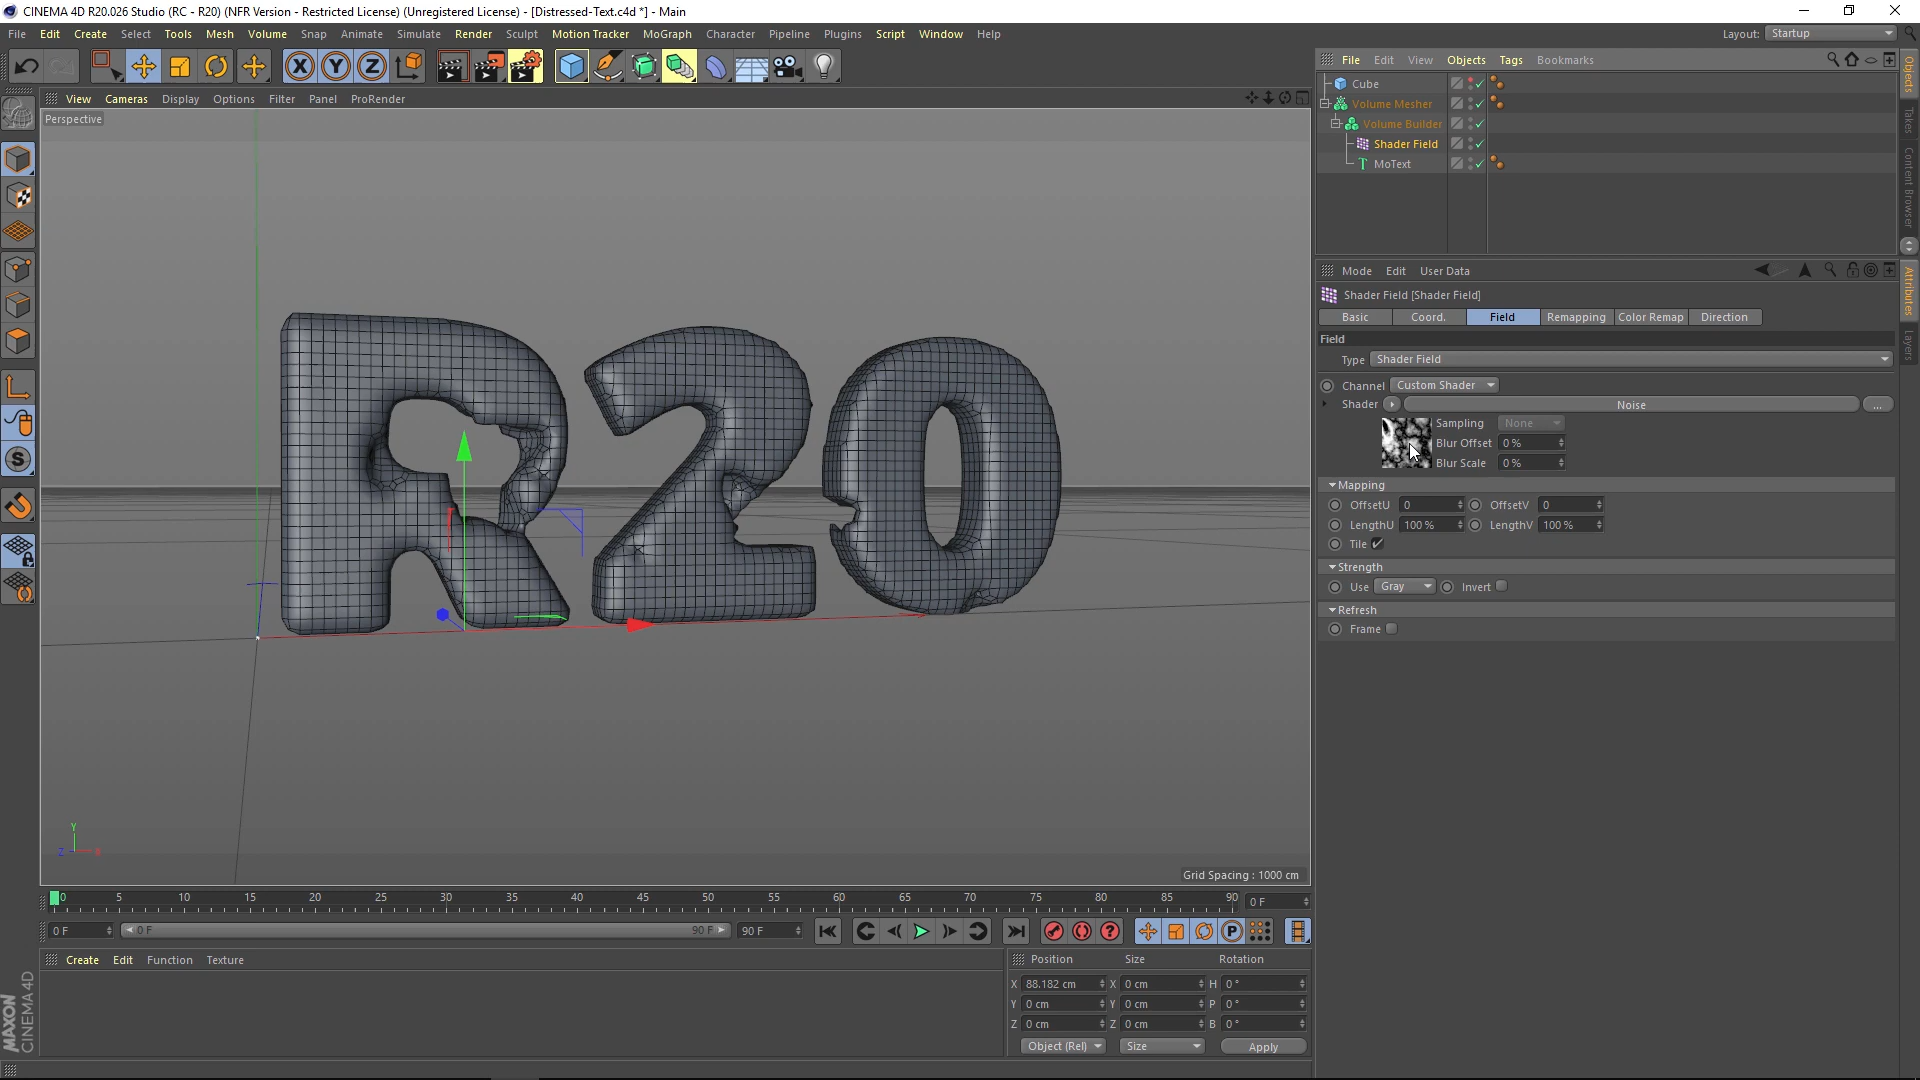 CINEMA 4D R20.026 Studio (RC - R20) (NFR Version - Restricted License) (Unregistered License) - [Distressed-Text.c4d *] - Main
File Edit Create Select Tools Mesh Volume Snap Animate Simulate Render Sculpt Motion Tracker MoGraph Character Pipeline Plugins Script Window Help Layout: Startup
X Y Z
File Edit View Objects Tags Bookmarks
View Cameras Display Options Filter Panel ProRender
Perspective
Cube
Volume Mesher
Volume Builder
Shader Field
MoText
Objects
Takes
Content Browser
Attributes
Layers
Mode Edit User Data
Shader Field [Shader Field]
Basic Coord. Field Remapping Color Remap Direction
Field
Type Shader Field
Channel Custom Shader
Shader Noise ...
Sampling None
Blur Offset 0 %
Blur Scale 0 %
Mapping
OffsetU 0 OffsetV 0
LengthU 100 % LengthV 100 %
Tile
Strength
Use Gray Invert
Refresh
Frame
R20
S
Y
Z X
Grid Spacing : 1000 cm
0 5 10 15 20 25 30 35 40 45 50 55 60 65 70 75 80 85 90 0 F
0 F 0 F 90 F 90 F
? P
Create Edit Function Texture
Position Size Rotation
X 88.182 cm X 0 cm H 0 °
Y 0 cm Y 0 cm P 0 °
Z 0 cm Z 0 cm B 0 °
Object (Rel) Size Apply
MAXON
CINEMA 4D